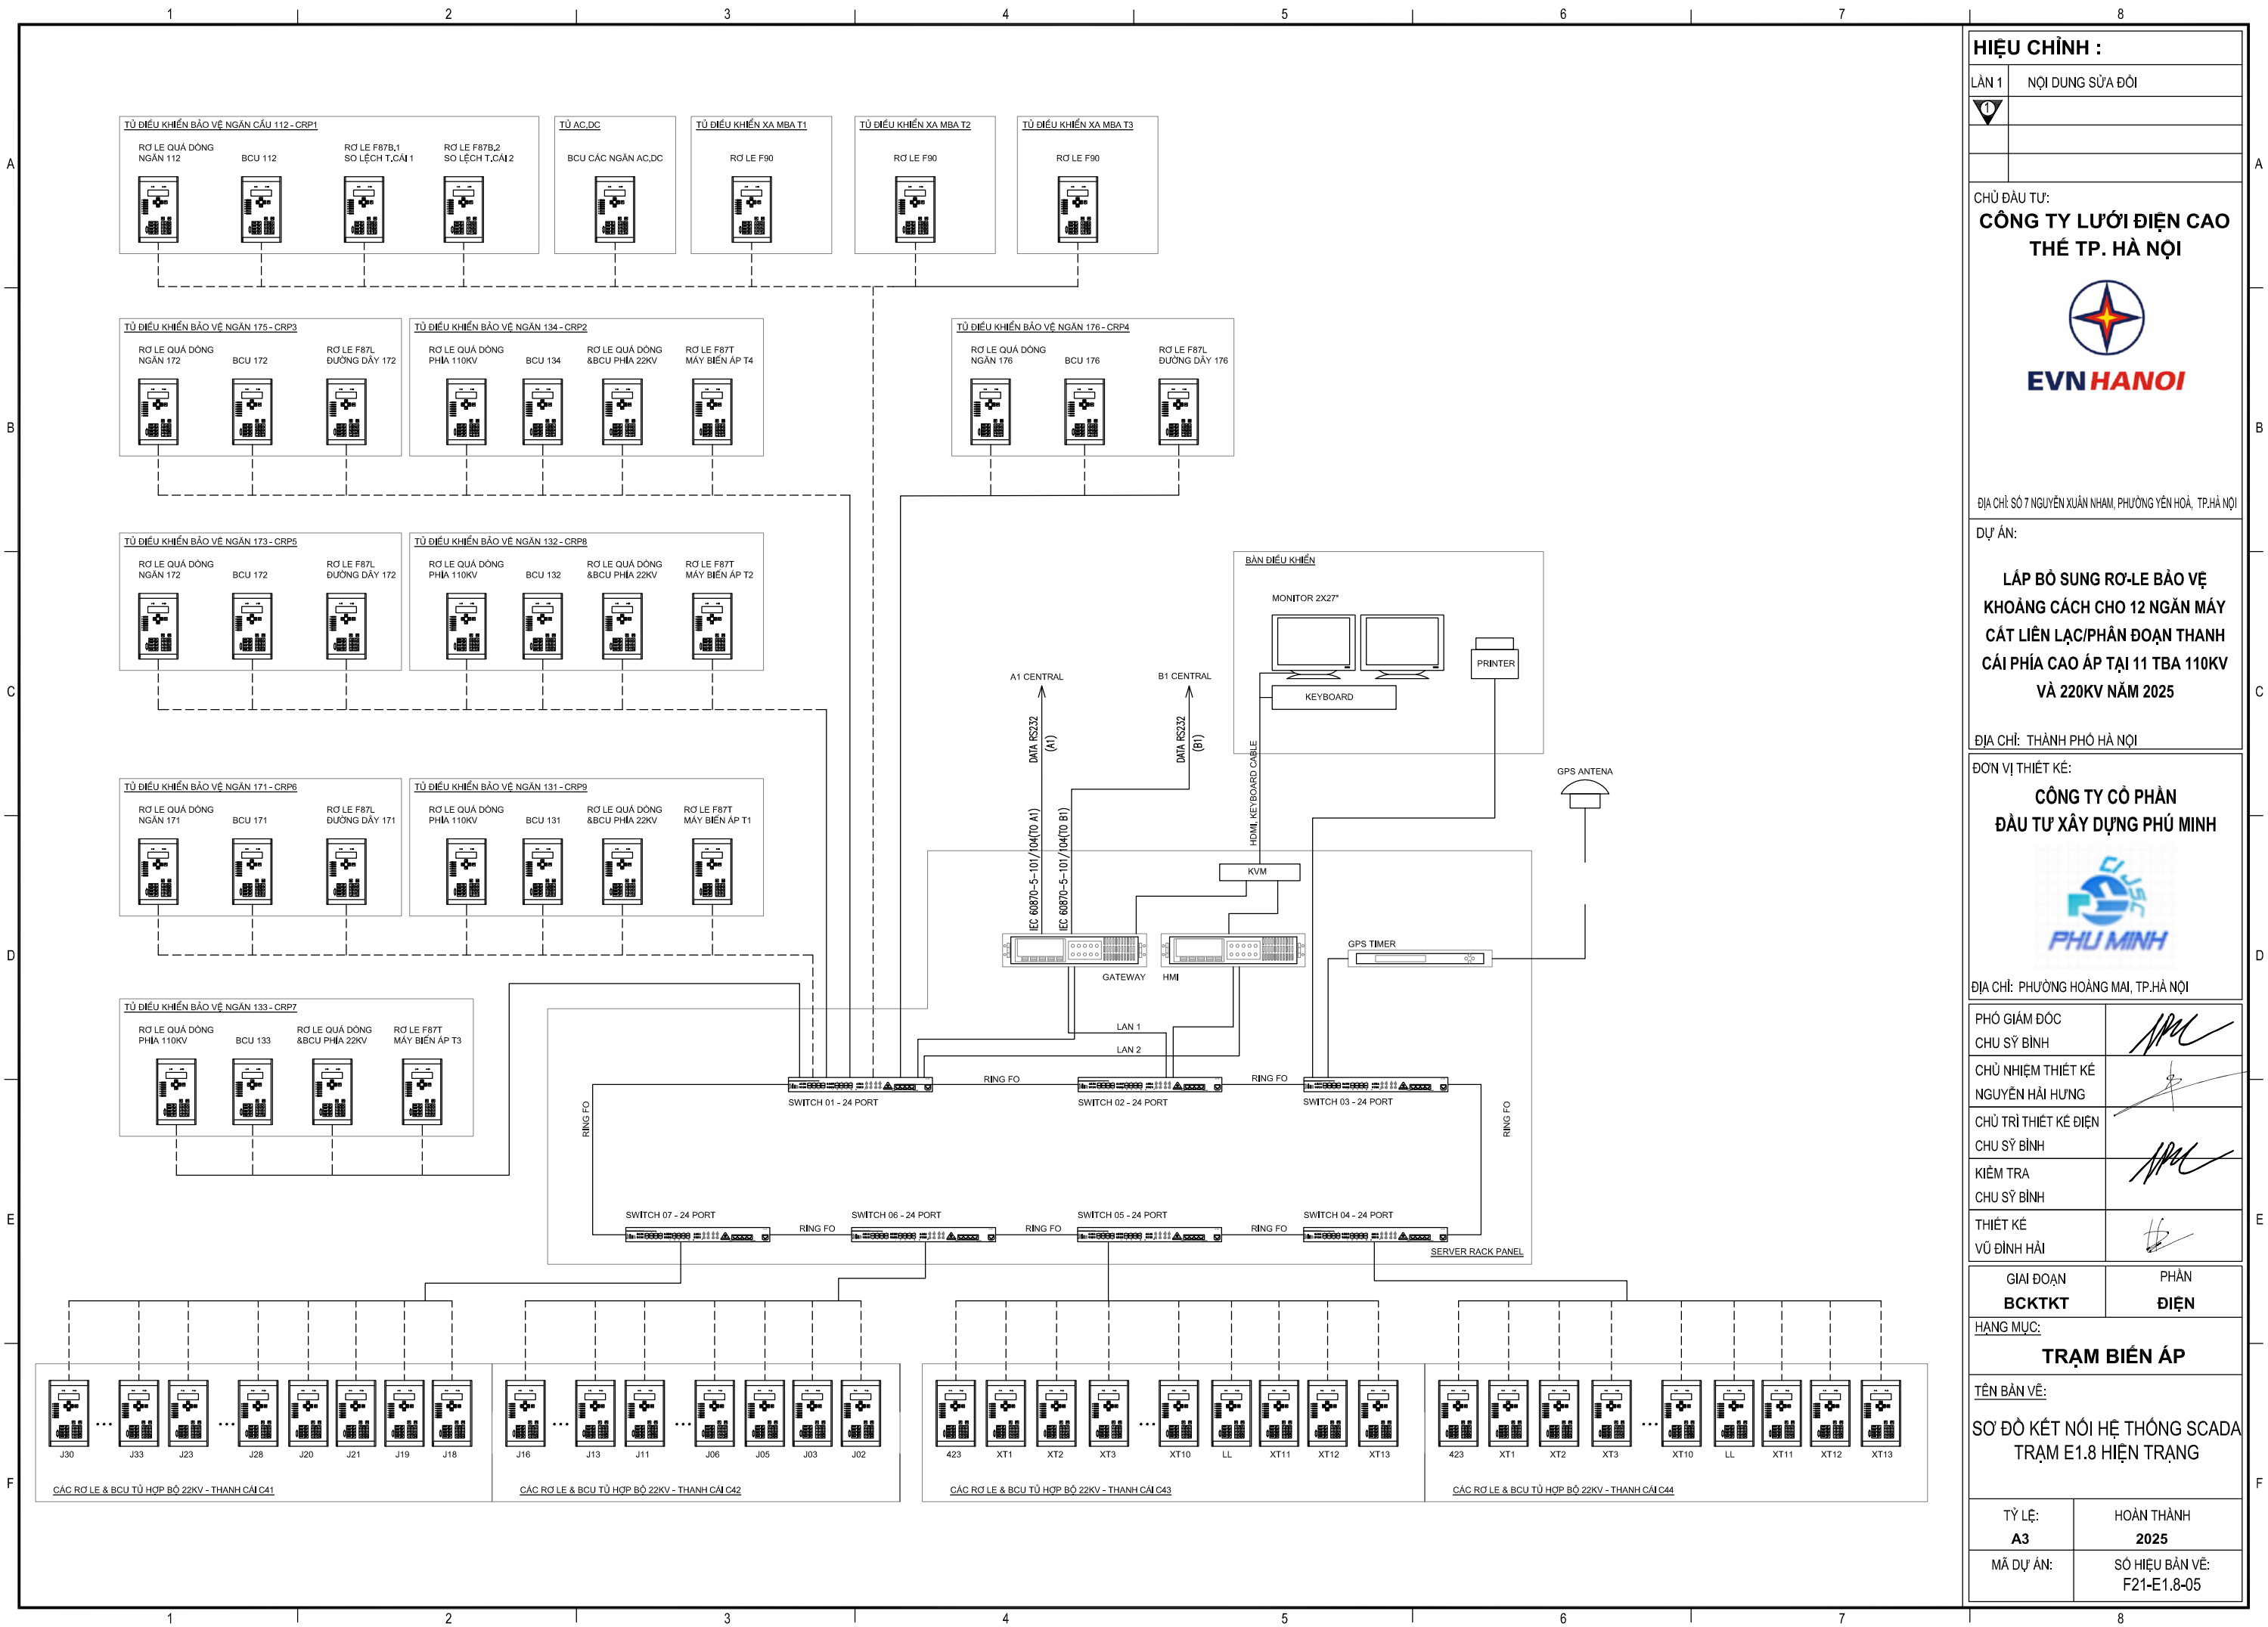 1 2 3 4 5 6 7 8
A
B
C
D
E
F
TỦ ĐIỀU KHIỂN BẢO VỆ NGĂN CẦU 112 - CRP1
RƠ LE QUÁ DÒNG
NGĂN 112
BCU 112
RƠ LE F87B.1
SO LỆCH T.CÁI 1
RƠ LE F87B.2
SO LỆCH T.CÁI 2
TỦ AC,DC
BCU CÁC NGĂN AC,DC
TỦ ĐIỀU KHIỂN XA MBA T1
RƠ LE F90
TỦ ĐIỀU KHIỂN XA MBA T2
RƠ LE F90
TỦ ĐIỀU KHIỂN XA MBA T3
RƠ LE F90
TỦ ĐIỀU KHIỂN BẢO VỆ NGĂN 175 - CRP3
RƠ LE QUÁ DÒNG
NGĂN 172
BCU 172
RƠ LE F87L
ĐƯỜNG DÂY 172
TỦ ĐIỀU KHIỂN BẢO VỆ NGĂN 134 - CRP2
RƠ LE QUÁ DÒNG
PHÍA 110KV
BCU 134
RƠ LE QUÁ DÒNG
&BCU PHÍA 22KV
RƠ LE F87T
MÁY BIẾN ÁP T4
TỦ ĐIỀU KHIỂN BẢO VỆ NGĂN 176 - CRP4
RƠ LE QUÁ DÒNG
NGĂN 176
BCU 176
RƠ LE F87L
ĐƯỜNG DÂY 176
TỦ ĐIỀU KHIỂN BẢO VỆ NGĂN 173 - CRP5
RƠ LE QUÁ DÒNG
NGĂN 172
BCU 172
RƠ LE F87L
ĐƯỜNG DÂY 172
TỦ ĐIỀU KHIỂN BẢO VỆ NGĂN 132 - CRP8
RƠ LE QUÁ DÒNG
PHÍA 110KV
BCU 132
RƠ LE QUÁ DÒNG
&BCU PHÍA 22KV
RƠ LE F87T
MÁY BIẾN ÁP T2
TỦ ĐIỀU KHIỂN BẢO VỆ NGĂN 171 - CRP6
RƠ LE QUÁ DÒNG
NGĂN 171
BCU 171
RƠ LE F87L
ĐƯỜNG DÂY 171
TỦ ĐIỀU KHIỂN BẢO VỆ NGĂN 131 - CRP9
RƠ LE QUÁ DÒNG
PHÍA 110KV
BCU 131
RƠ LE QUÁ DÒNG
&BCU PHÍA 22KV
RƠ LE F87T
MÁY BIẾN ÁP T1
TỦ ĐIỀU KHIỂN BẢO VỆ NGĂN 133 - CRP7
RƠ LE QUÁ DÒNG
PHÍA 110KV
BCU 133
RƠ LE QUÁ DÒNG
&BCU PHÍA 22KV
RƠ LE F87T
MÁY BIẾN ÁP T3
BÀN ĐIỀU KHIỂN
MONITOR 2X27"
KEYBOARD
PRINTER
HDMI, KEYBOARD CABLE
A1 CENTRAL
DATA RS232
(A1)
B1 CENTRAL
DATA RS232
(B1)
IEC 60870-5-101/104(TO A1)
IEC 60870-5-101/104(TO B1)
GPS ANTENA
KVM
GATEWAY
HMI
GPS TIMER
LAN 1
LAN 2
RING FO
SWITCH 01 - 24 PORT
RING FO
SWITCH 02 - 24 PORT
RING FO
SWITCH 03 - 24 PORT
RING FO
SWITCH 07 - 24 PORT
RING FO
SWITCH 06 - 24 PORT
RING FO
SWITCH 05 - 24 PORT
RING FO
SWITCH 04 - 24 PORT
SERVER RACK PANEL
J30 ... J33 J23 ... J28 J20 J21 J19 J18
CÁC RƠ LE & BCU TỦ HỢP BỘ 22KV - THANH CÁI C41
J16 ... J13 J11 ... J06 J05 J03 J02
CÁC RƠ LE & BCU TỦ HỢP BỘ 22KV - THANH CÁI C42
423 XT1 XT2 XT3 ... XT10 LL XT11 XT12 XT13
CÁC RƠ LE & BCU TỦ HỢP BỘ 22KV - THANH CÁI C43
423 XT1 XT2 XT3 ... XT10 LL XT11 XT12 XT13
CÁC RƠ LE & BCU TỦ HỢP BỘ 22KV - THANH CÁI C44
HIỆU CHỈNH :
LẦN 1 NỘI DUNG SỬA ĐỔI
1
CHỦ ĐẦU TƯ:
CÔNG TY LƯỚI ĐIỆN CAO
THẾ TP. HÀ NỘI
EVNHANOI
ĐỊA CHỈ: SỐ 7 NGUYỄN XUÂN NHAM, PHƯỜNG YÊN HOÀ, TP.HÀ NỘI
DỰ ÁN:
LẮP BỔ SUNG RƠ-LE BẢO VỆ
KHOẢNG CÁCH CHO 12 NGĂN MÁY
CẮT LIÊN LẠC/PHÂN ĐOẠN THANH
CÁI PHÍA CAO ÁP TẠI 11 TBA 110KV
VÀ 220KV NĂM 2025
ĐỊA CHỈ: THÀNH PHỐ HÀ NỘI
ĐƠN VỊ THIẾT KẾ:
CÔNG TY CỔ PHẦN
ĐẦU TƯ XÂY DỰNG PHÚ MINH
CI JSC
PHU MINH
ĐỊA CHỈ: PHƯỜNG HOÀNG MAI, TP.HÀ NỘI
PHÓ GIÁM ĐỐC
CHU SỸ BÌNH
CHỦ NHIỆM THIẾT KẾ
NGUYỄN HẢI HƯNG
CHỦ TRÌ THIẾT KẾ ĐIỆN
CHU SỸ BÌNH
KIỂM TRA
CHU SỸ BÌNH
THIẾT KẾ
VŨ ĐÌNH HẢI
GIAI ĐOẠN
BCKTKT
PHẦN
ĐIỆN
HẠNG MỤC:
TRẠM BIẾN ÁP
TÊN BẢN VẼ:
SƠ ĐỒ KẾT NỐI HỆ THỐNG SCADA
TRẠM E1.8 HIỆN TRẠNG
TỶ LỆ:
A3
HOÀN THÀNH
2025
MÃ DỰ ÁN:
SỐ HIỆU BẢN VẼ:
F21-E1.8-05
A
B
C
D
E
F
1 2 3 4 5 6 7 8